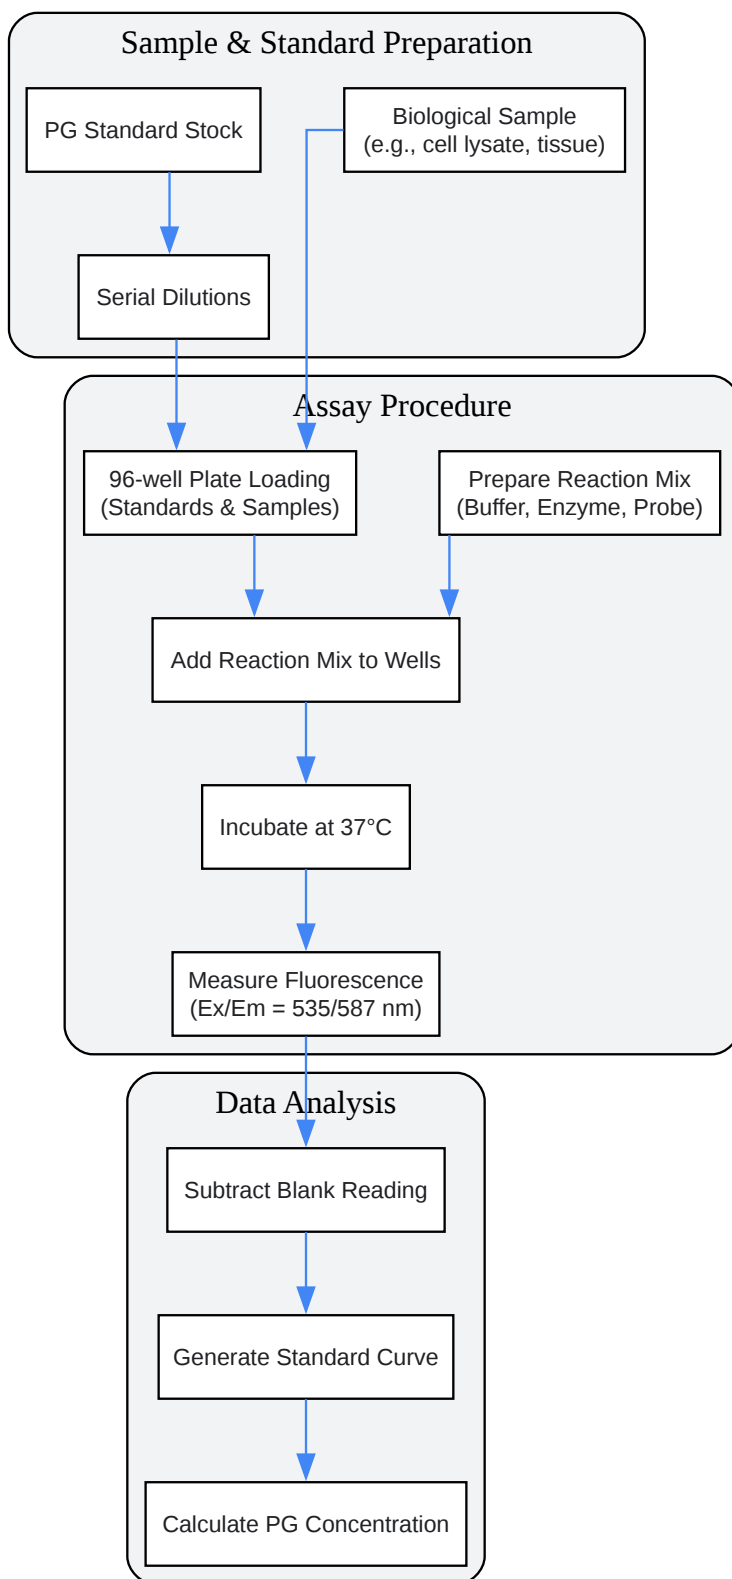 Sample & Standard Preparation
PG Standard Stock
Biological Sample
(e.g., cell lysate, tissue)
Serial Dilutions
Assay Procedure
96-well Plate Loading
(Standards & Samples)
Prepare Reaction Mix
(Buffer, Enzyme, Probe)
Add Reaction Mix to Wells
Incubate at 37°C
Measure Fluorescence
(Ex/Em = 535/587 nm)
Data Analysis
Subtract Blank Reading
Generate Standard Curve
Calculate PG Concentration